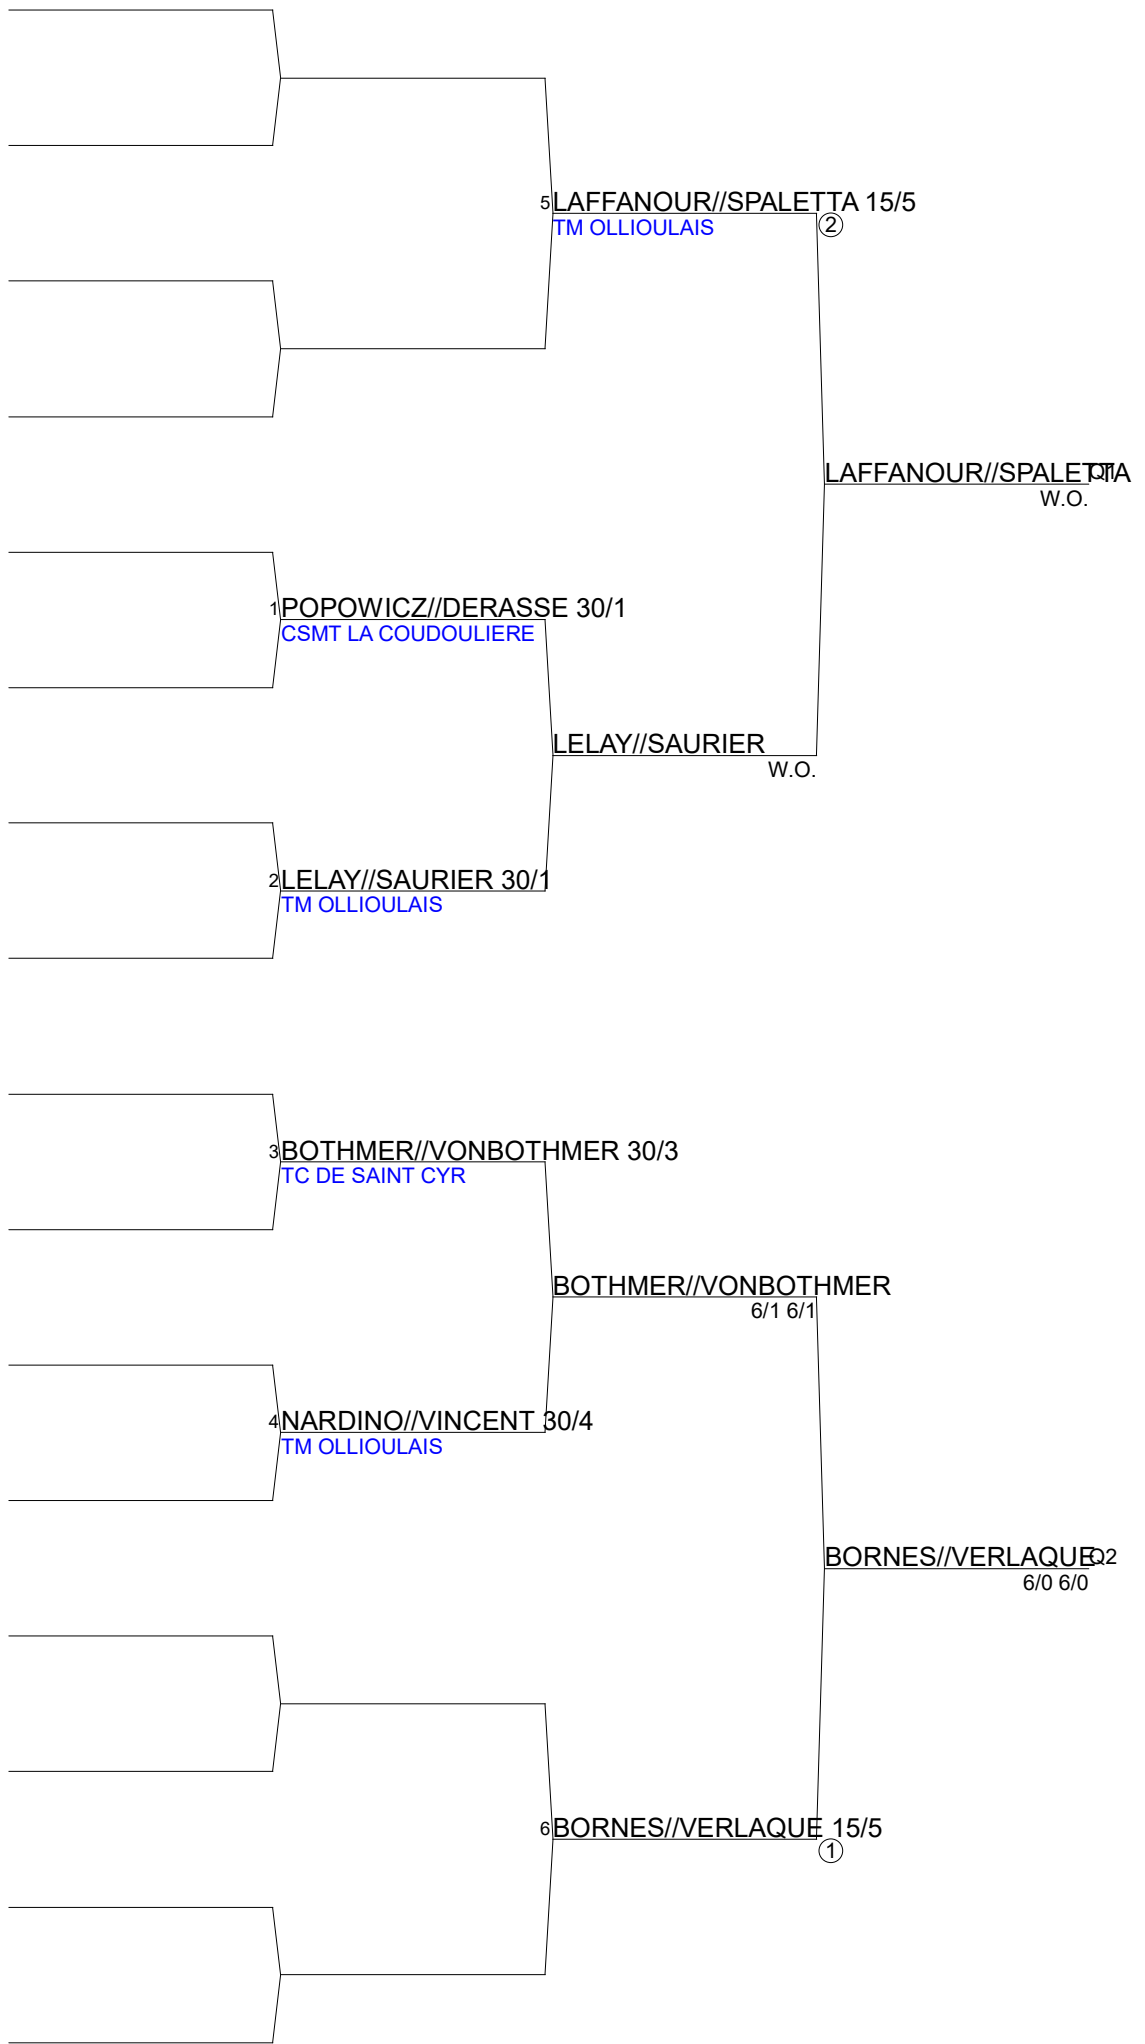 5 LAFFANOUR//SPALETTA 15/5
TM OLLIOULAIS
2
LAFFANOUR//SPALETTA Q1
W.O.
1 POPOWICZ//DERASSE 30/1
CSMT LA COUDOULIERE
LELAY//SAURIER
W.O.
2 LELAY//SAURIER 30/1
TM OLLIOULAIS
3 BOTHMER//VONBOTHMER 30/3
TC DE SAINT CYR
BOTHMER//VONBOTHMER
6/1 6/1
4 NARDINO//VINCENT 30/4
TM OLLIOULAIS
BORNES//VERLAQUE Q2
6/0 6/0
6 BORNES//VERLAQUE 15/5
1